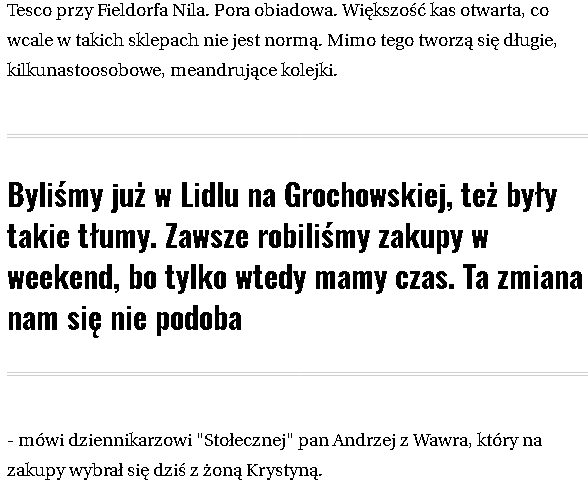 Tesco przy Fieldorfa Nila. Pora obiadowa. Większość kas otwarta, co
wcale w takich sklepach nie jest normą. Mimo tego tworzą się długie,
kilkunastoosobowe, meandrujące kolejki.
Byliśmy już w Lidlu na Grochowskiej, też były
takie tłumy. Zawsze robiliśmy zakupy w
weekend, bo tylko wtedy mamy czas. Ta zmiana
nam się nie podoba
- mówi dziennikarzowi "Stołecznej" pan Andrzej z Wawra, który na
zakupy wybrał się dziś z żoną Krystyną.